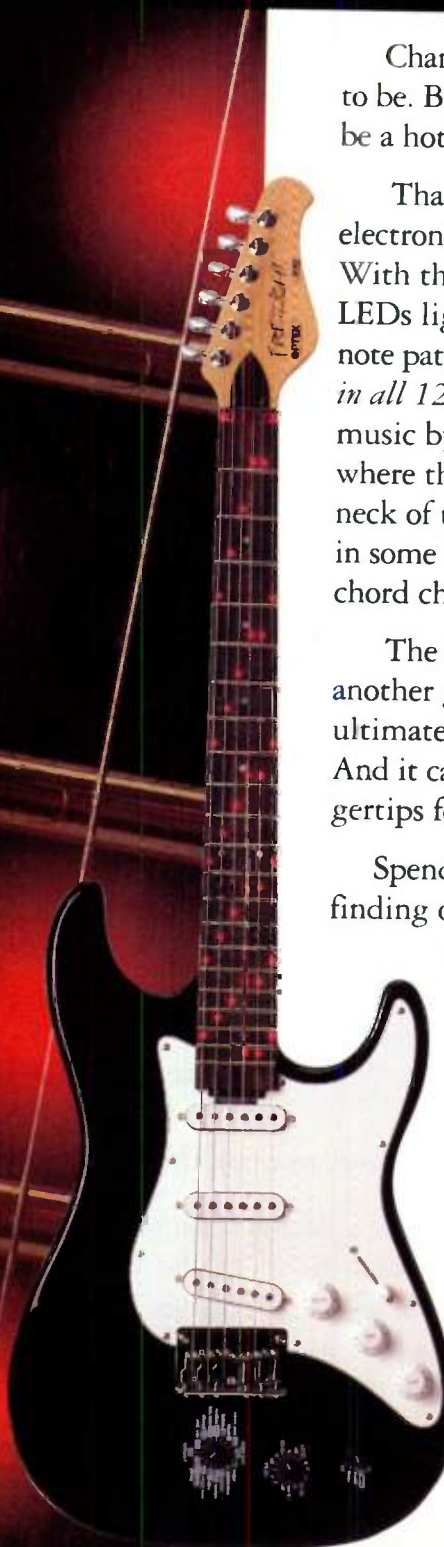 Char
to be. B
be a hot
Tha
electron
With th
LEDs lig
note pat
in all 12
music by
where th
neck of t
in some
chord ch
The
another
ultimate
And it ca
gertips f
Spend
finding o
OPTEK